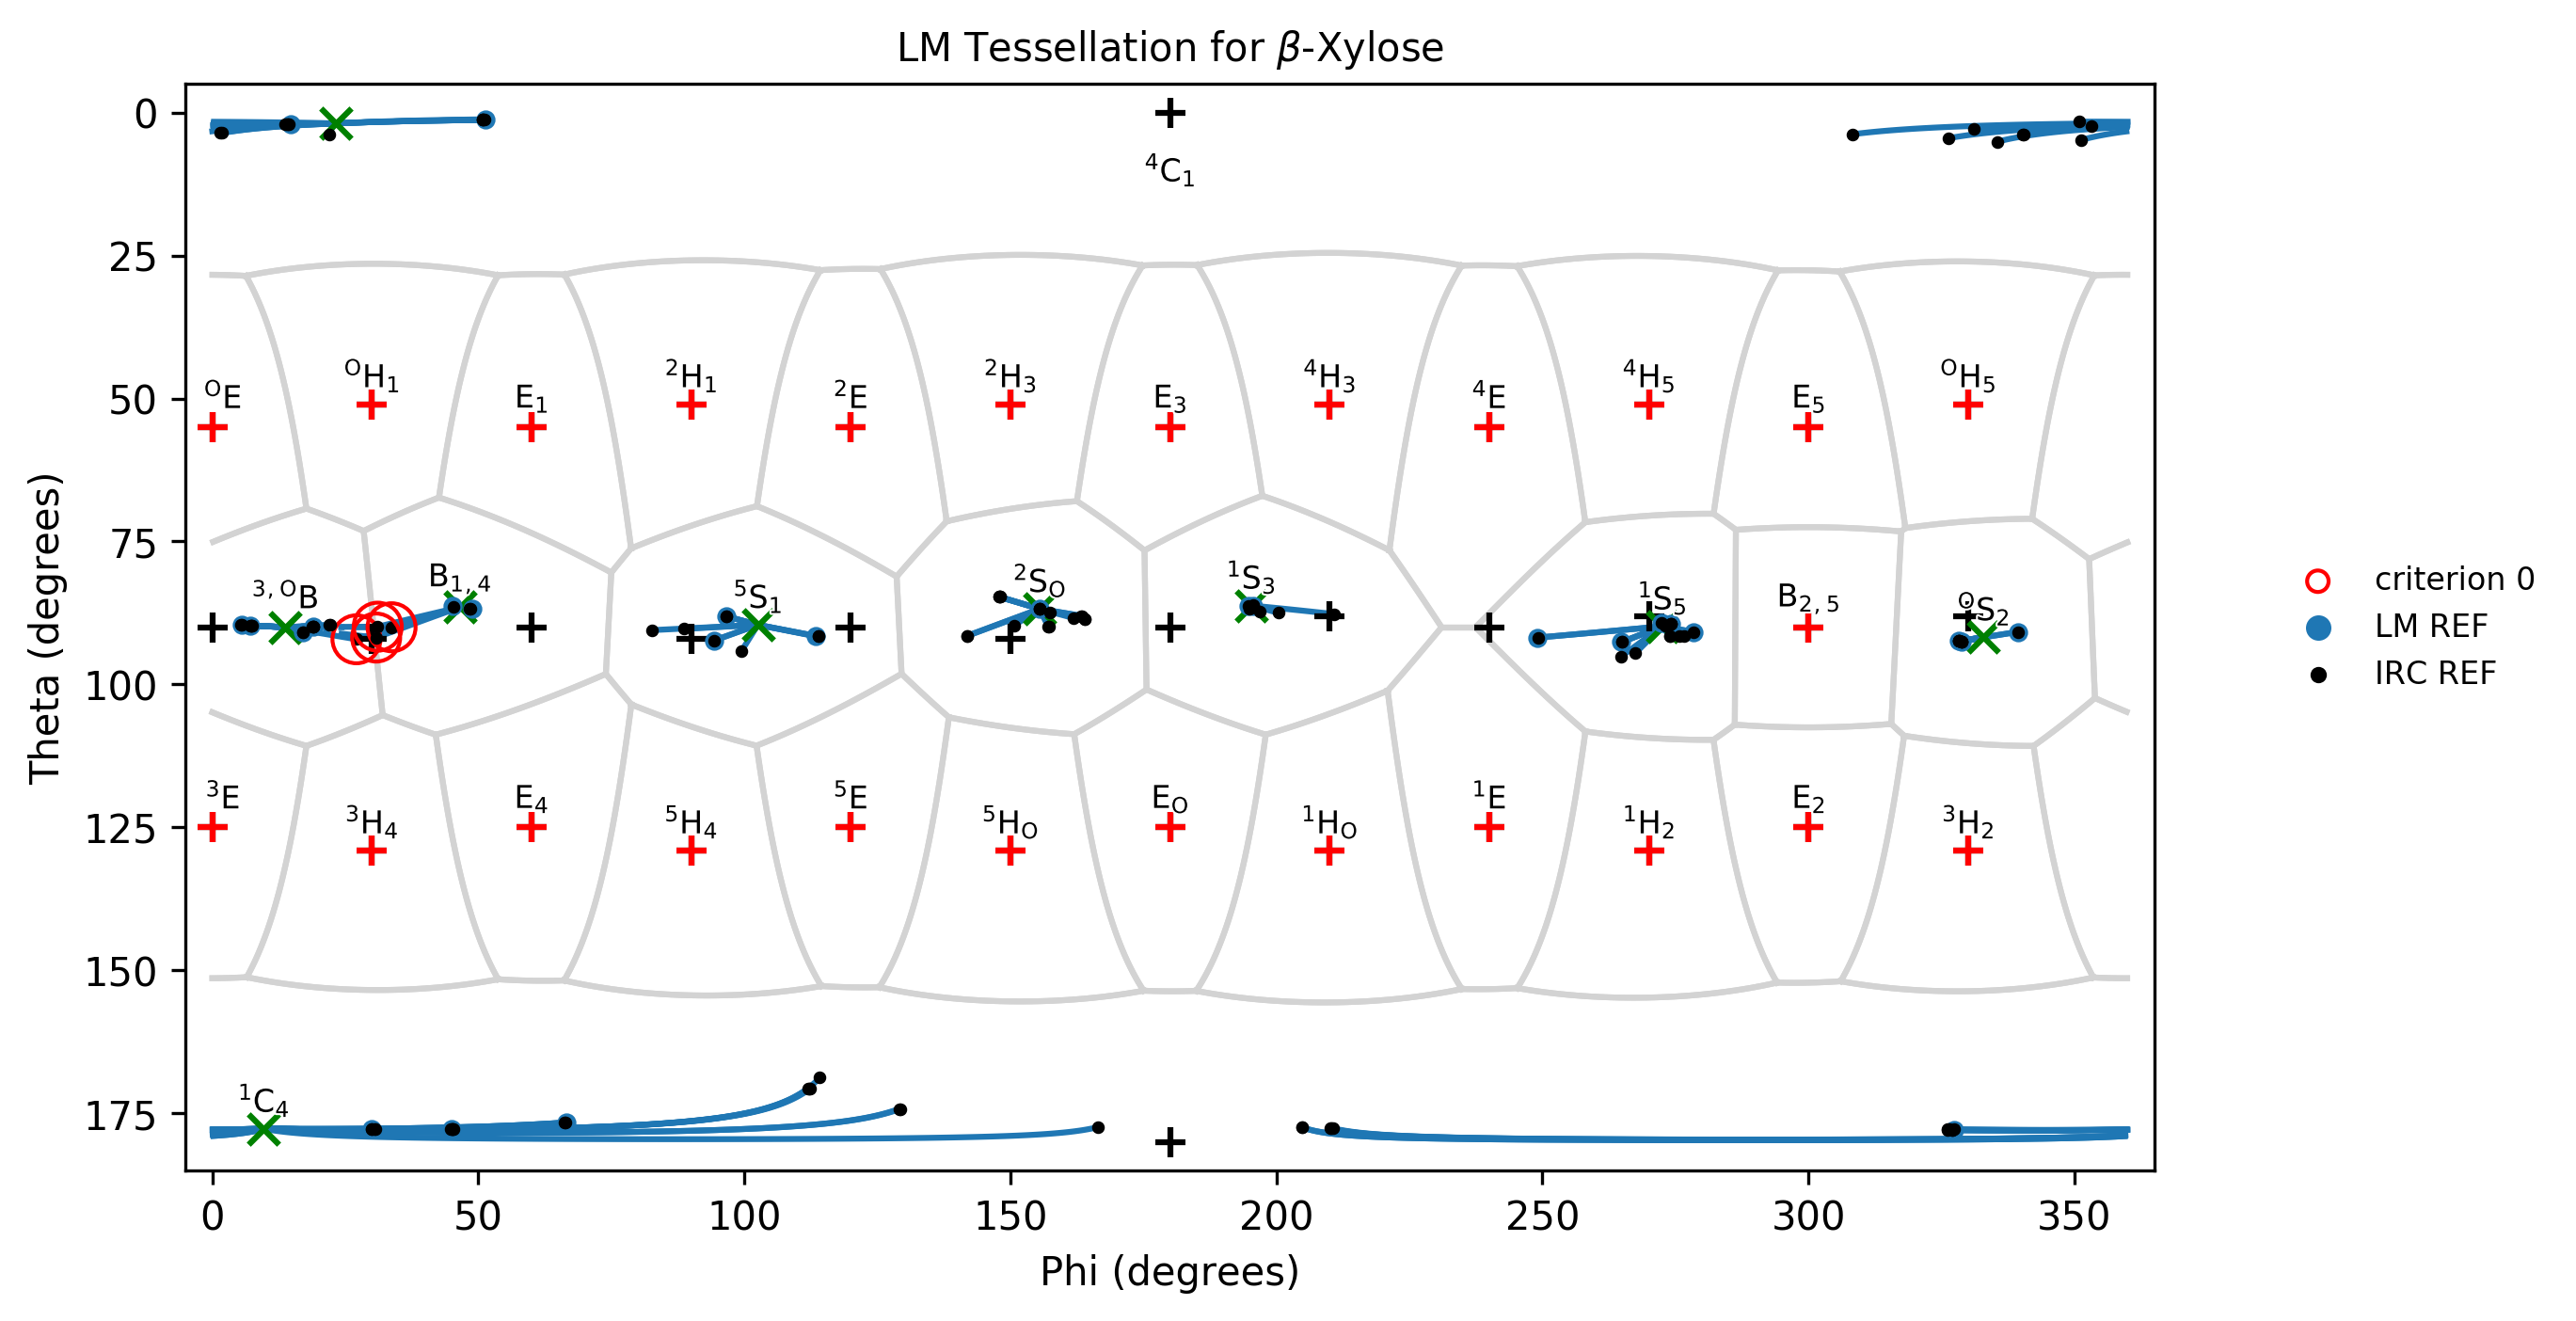 LM Tessellation for β-Xylose
Theta (degrees)
0
25
50
75
100
125
150
175
⁴C₁
ᴼE
ᴼH₁
E₁
²H₁
²E
²H₃
E₃
⁴H₃
⁴E
⁴H₅
E₅
ᴼH₅
³,ᴼB
B₁,₄
⁵S₁
²Sₒ
¹S₃
¹S₅
B₂,₅
ᴼS₂
³E
³H₄
E₄
⁵H₄
⁵E
⁵Hₒ
Eₒ
¹Hₒ
¹E
¹H₂
E₂
³H₂
¹C₄
0
50
100
150
200
250
300
350
Phi (degrees)
criterion 0
LM REF
IRC REF